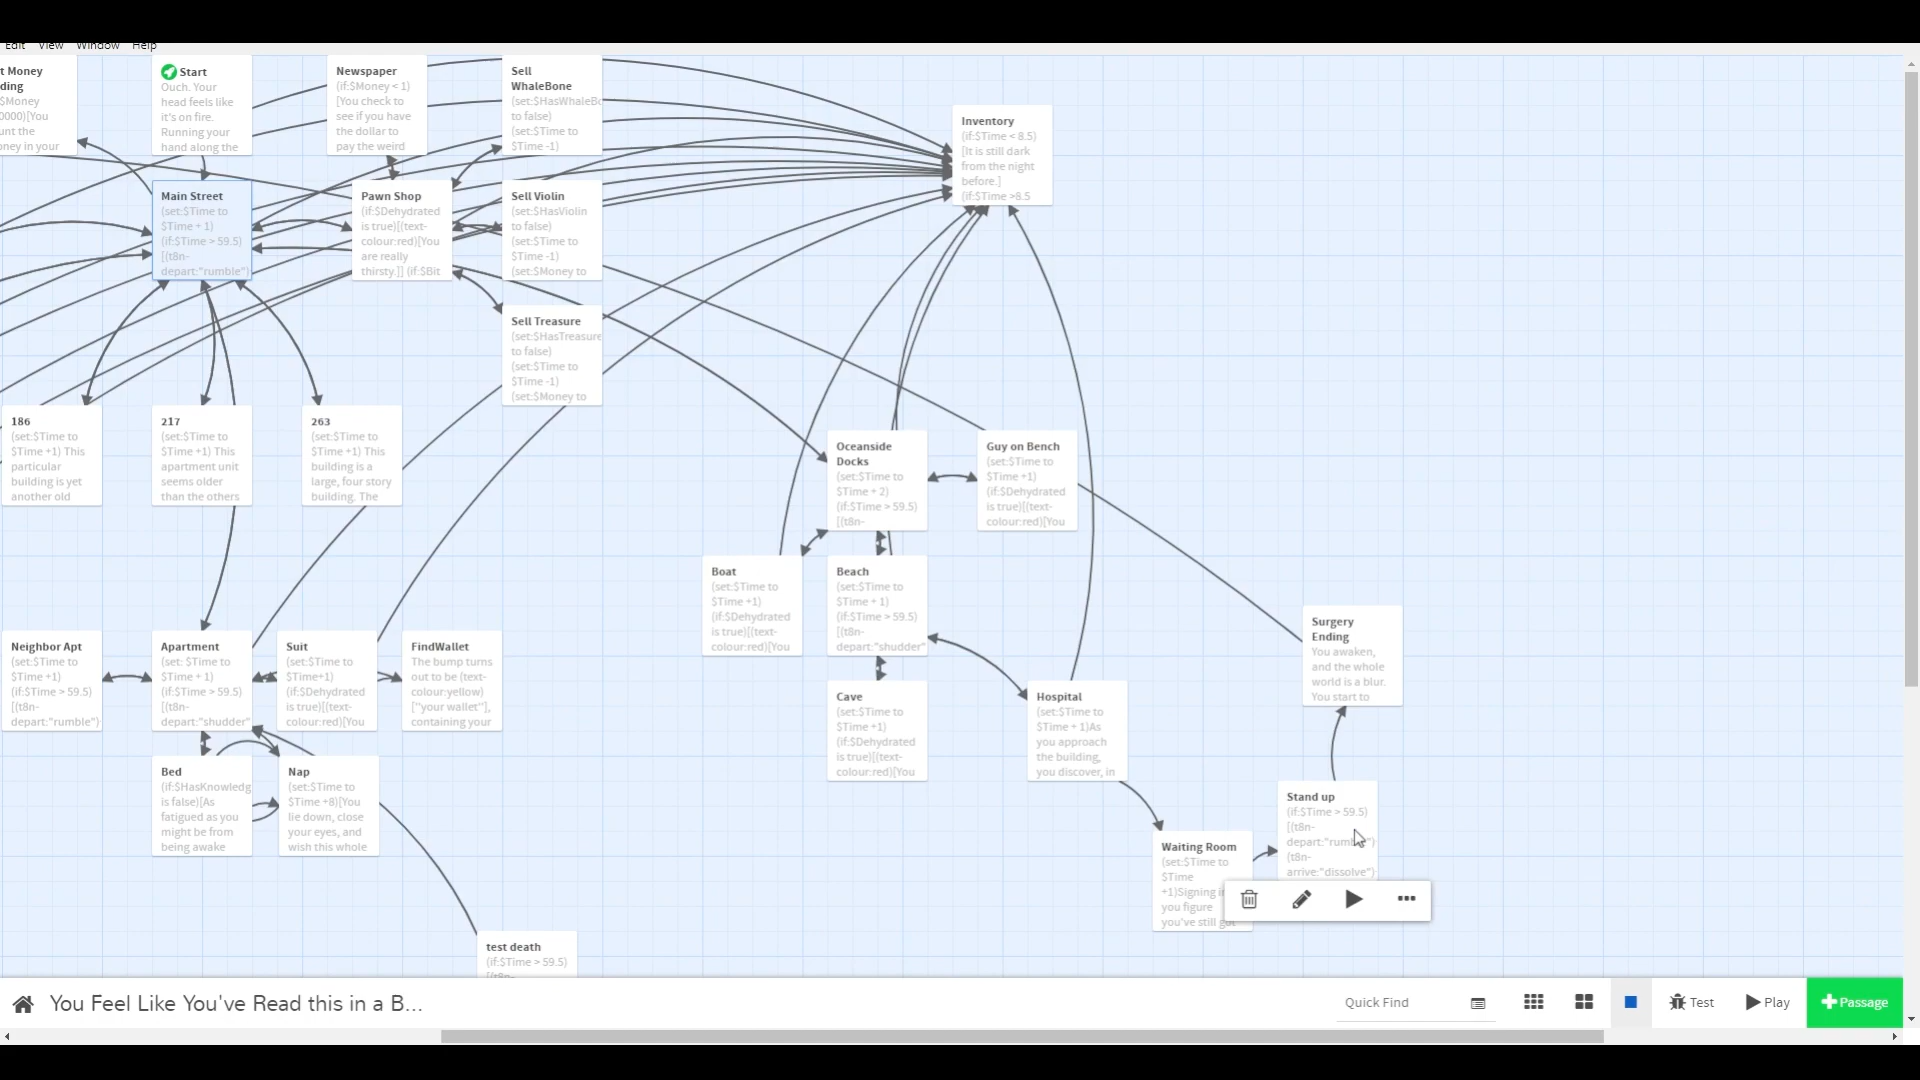 Edit View Window Help
t Money
ding
$Money
0000)[You
unt the
oney in your
Start
Ouch. Your
head feels like
it's on fire.
Running your
hand along the
Newspaper
(if:$Money < 1)
[You check to
see if you have
the dollar to
pay the weird
Sell
WhaleBone
(set:$HasWhaleBo
to false)
(set:$Time to
$Time -1)
Inventory
(if:$Time < 8.5)
[It is still dark
from the night
before.]
(if:$Time >8.5
Main Street
(set:$Time to
$Time + 1)
(if:$Time > 59.5)
[(t8n-
depart:"rumble")
Pawn Shop
(if:$Dehydrated
is true)[(text-
colour:red)[You
are really
thirsty.]] (if:$Bit
Sell Violin
(set:$HasViolin
to false)
(set:$Time to
$Time -1)
(set:$Money to
Sell Treasure
(set:$HasTreasure
to false)
(set:$Time to
$Time -1)
(set:$Money to
186
(set:$Time to
$Time +1) This
particular
building is yet
another old
217
(set:$Time to
$Time +1) This
apartment unit
seems older
than the others
263
(set:$Time to
$Time +1) This
building is a
large, four story
building. The
Oceanside
Docks
(set:$Time to
$Time + 2)
(if:$Time > 59.5)
[(t8n-
Guy on Bench
(set:$Time to
$Time +1)
(if:$Dehydrated
is true)[(text-
colour:red)[You
Boat
(set:$Time to
$Time +1)
(if:$Dehydrated
is true)[(text-
colour:red)[You
Beach
(set:$Time to
$Time + 1)
(if:$Time > 59.5)
[(t8n-
depart:"shudder"
Surgery
Ending
You awaken,
and the whole
world is a blur.
You start to
Neighbor Apt
(set:$Time to
$Time +1)
(if:$Time > 59.5)
[(t8n-
depart:"rumble")
Apartment
(set: $Time to
$Time + 1)
(if:$Time > 59.5)
[(t8n-
depart:"shudder"
Suit
(set:$Time to
$Time+1)
(if:$Dehydrated
is true)[(text-
colour:red)[You
FindWallet
The bump turns
out to be (text-
colour:yellow)
[''your wallet''],
containing your
Cave
(set:$Time to
$Time +1)
(if:$Dehydrated
is true)[(text-
colour:red)[You
Hospital
(set:$Time to
$Time + 1)As
you approach
the building,
you discover, in
Bed
(if:$HasKnowledg
is false)[As
fatigued as you
might be from
being awake
Nap
(set:$Time to
$Time +8)[You
lie down, close
your eyes, and
wish this whole
Stand up
(if:$Time > 59.5)
[(t8n-
depart:"rumble")
(t8n-
arrive:"dissolve")
Waiting Room
(set:$Time to
$Time
+1)Signing in
you figure
you've still got
test death
(if:$Time > 59.5)
[(t8n-
You Feel Like You've Read this in a B...
Quick Find
Test
Play
+Passage